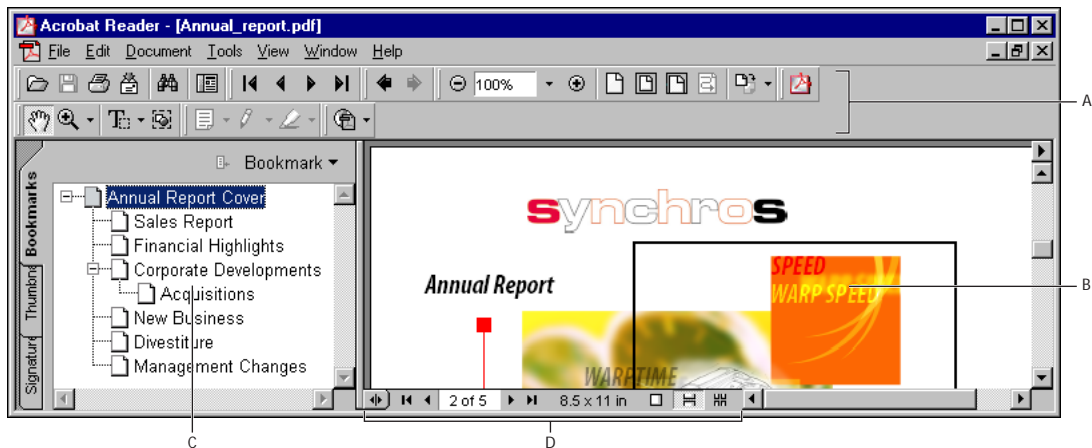 Acrobat Reader - [Annual_report.pdf]
File Edit Document Tools View Window Help
100%
A
Bookmark
Bookmarks
Thumbna
Signature
Annual Report Cover
Sales Report
Financial Highlights
Corporate Developments
Acquisitions
New Business
Divestiture
Management Changes
synchros
Annual Report
SPEED
WARP SPEED
WARPTIME
B
2 of 5
8.5 x 11 in
C
D